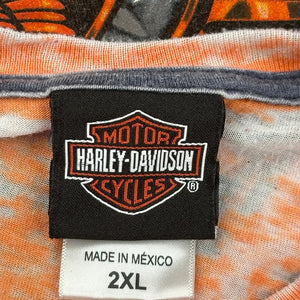 MOTOR
HARLEY-DAVIDSON
CYCLES
®
MADE IN MÉXICO
2XL